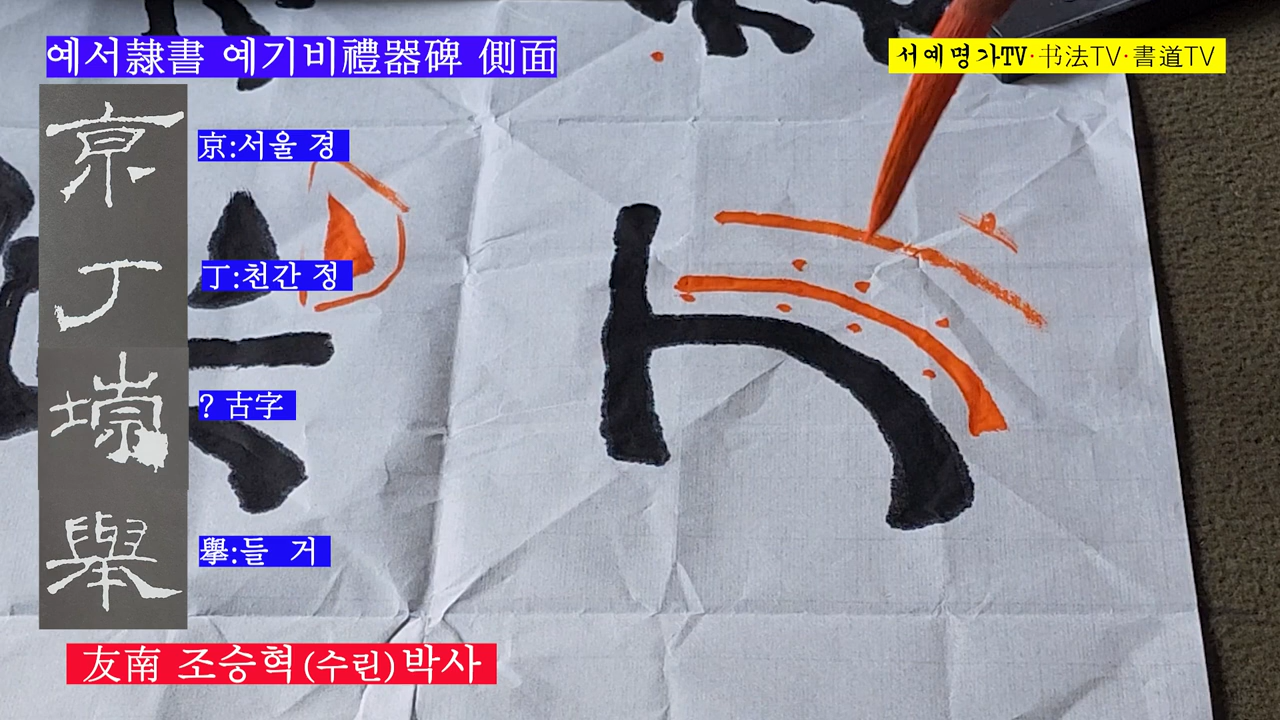 예서隷書 예기비禮器碑 側面
서예명가TV·书法TV·書道TV
京
京:서울 경
丁
丁:천간 정
? 古字
擧
擧:들 거
友南 조승혁(수린)박사